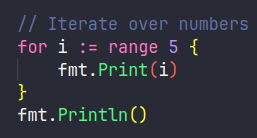 // Iterate over numbers
for i := range 5 {
    fmt.Print(i)
}
fmt.Println()